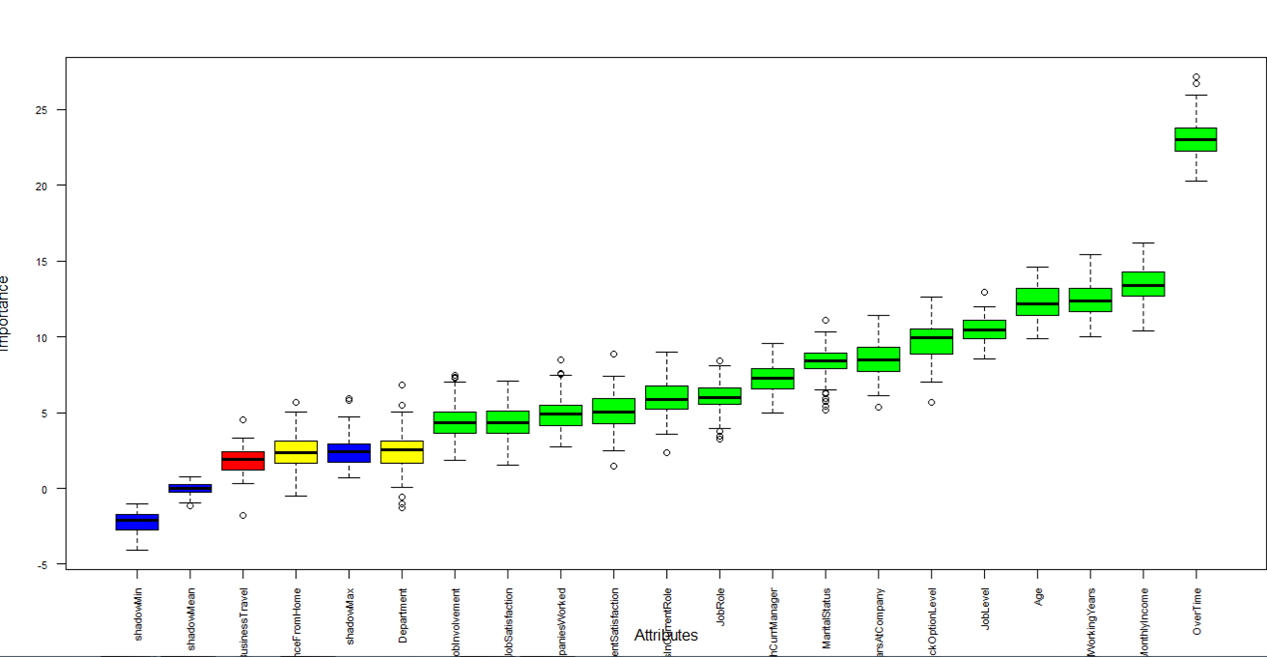 Importance
25
20
15
10
5
0
-5
shadowMin
shadowMean
usinessTravel
nceFromHome
shadowMax
Department
obInvolvement
JobSatisfaction
paniesWorked
entSatisfaction
sInCurrentRole
JobRole
hCurrManager
MaritalStatus
arsAtCompany
ckOptionLevel
JobLevel
Age
WorkingYears
MonthlyIncome
OverTime
Attributes